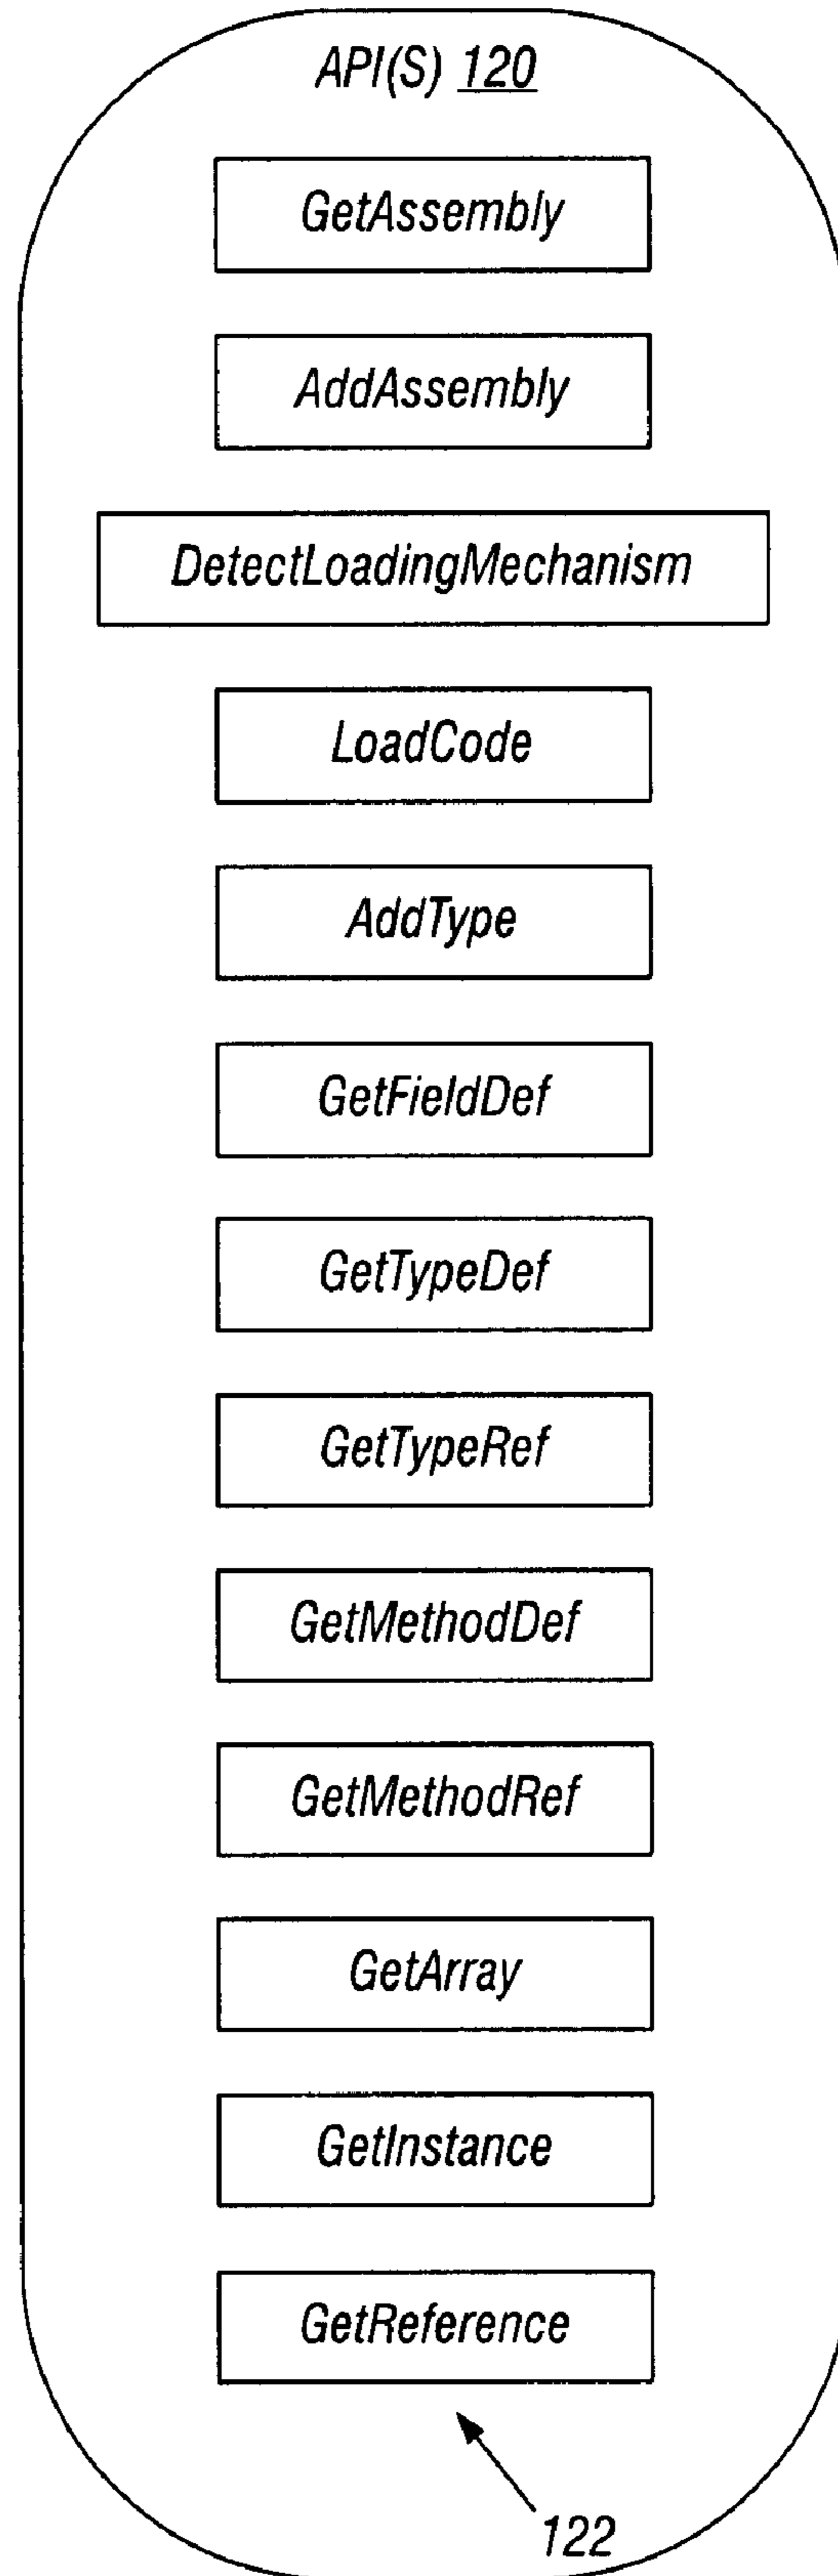 API(S) 120
GetAssembly
AddAssembly
DetectLoadingMechanism
LoadCode
AddType
GetFieldDef
GetTypeDef
GetTypeRef
GetMethodDef
GetMethodRef
GetArray
GetInstance
GetReference
122